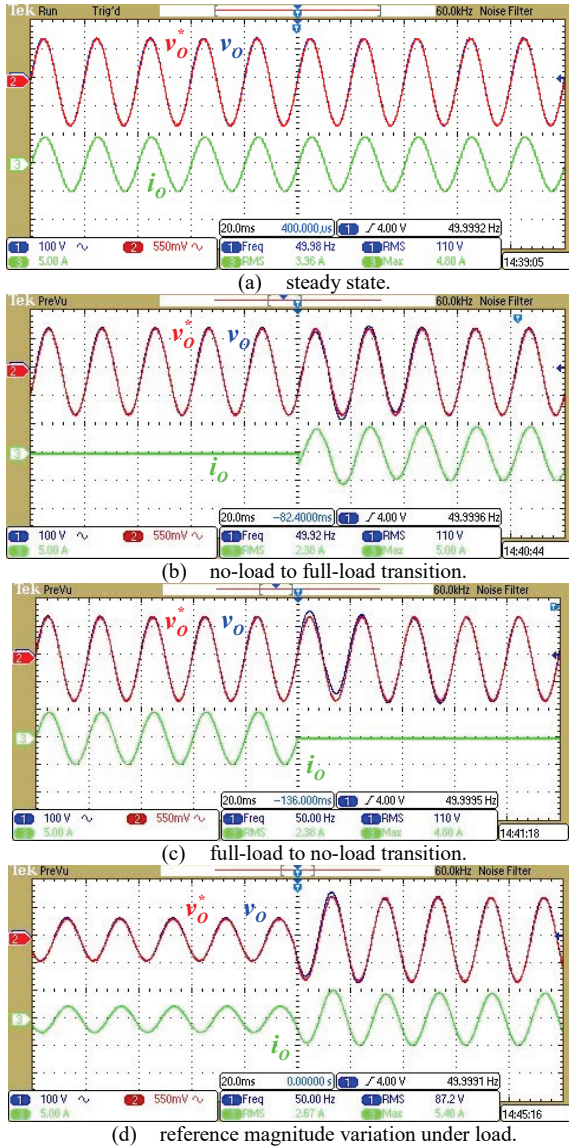 Tek Run Trig'd 60.0kHz Noise Filter
v*O vO
2
3
iO
20.0ms 400.000µs 1 4.00 V 49.9992 Hz
1 100 V 2 550mV 1 Freq 49.98 Hz 1 RMS 110 V
3 5.00 A 3 RMS 3.36 A 3 Max 4.80 A 14:39:05
(a) steady state.
Tek PreVu 60.0kHz Noise Filter
v*O vO
2
3
iO
20.0ms -82.4000ms 1 4.00 V 49.9996 Hz
1 100 V 2 550mV 1 Freq 49.92 Hz 1 RMS 110 V
3 5.00 A 3 RMS 2.38 A 3 Max 5.00 A 14:40:44
(b) no-load to full-load transition.
Tek PreVu 60.0kHz Noise Filter
v*O vO
2
3
iO
20.0ms -136.000ms 1 4.00 V 49.9995 Hz
1 100 V 2 550mV 1 Freq 50.00 Hz 1 RMS 110 V
3 5.00 A 3 RMS 2.38 A 3 Max 4.80 A 14:41:18
(c) full-load to no-load transition.
Tek PreVu 60.0kHz Noise Filter
v*O vO
2
3
iO
20.0ms 0.00000 s 1 4.00 V 49.9991 Hz
1 100 V 2 550mV 1 Freq 50.00 Hz 1 RMS 87.2 V
3 5.00 A 3 RMS 2.67 A 3 Max 5.40 A 14:45:16
(d) reference magnitude variation under load.